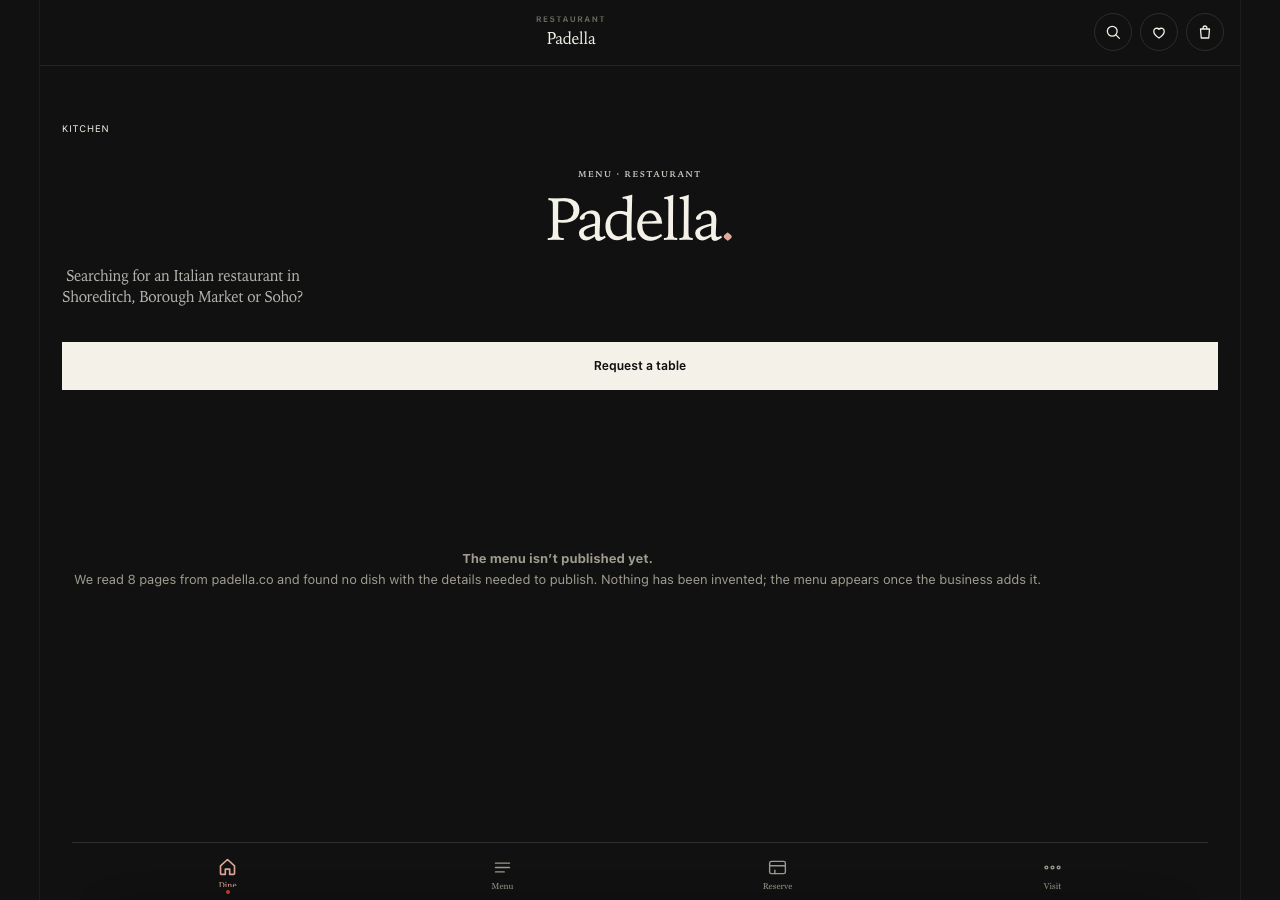 RESTAURANT
Padella
KITCHEN
MENU · RESTAURANT
Padella.
Searching for an Italian restaurant in
Shoreditch, Borough Market or Soho?
Request a table
The menu isn’t published yet.
We read 8 pages from padella.co and found no dish with the details needed to publish. Nothing has been invented; the menu appears once the business adds it.
Dine
Menu
Reserve
Visit